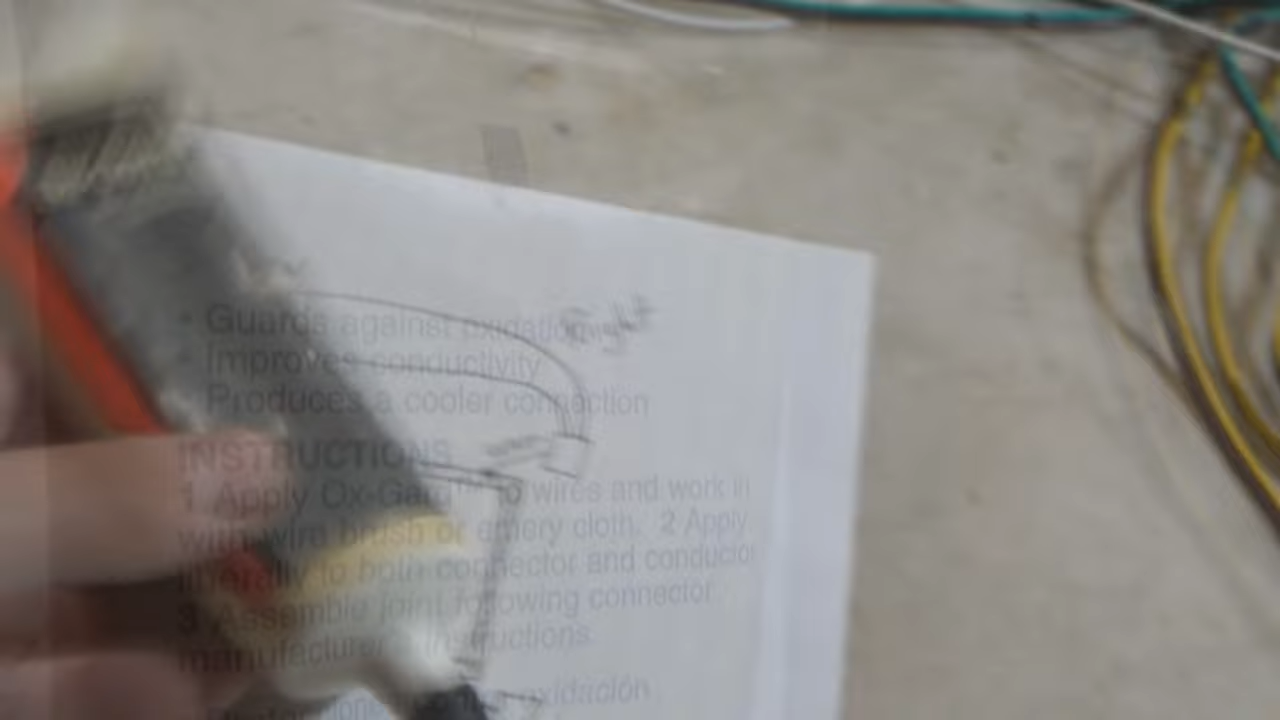 Right
· Guards against oxidation
· Improves conductivity
· Produces a cooler connection
INSTRUCTIONS
1 Apply Ox-Gard™ to wires and work in
with wire brush or emery cloth. 2 Apply
liberally to both connector and conductor
3. Assemble joint following connector
manufacturer instructions
oxidación